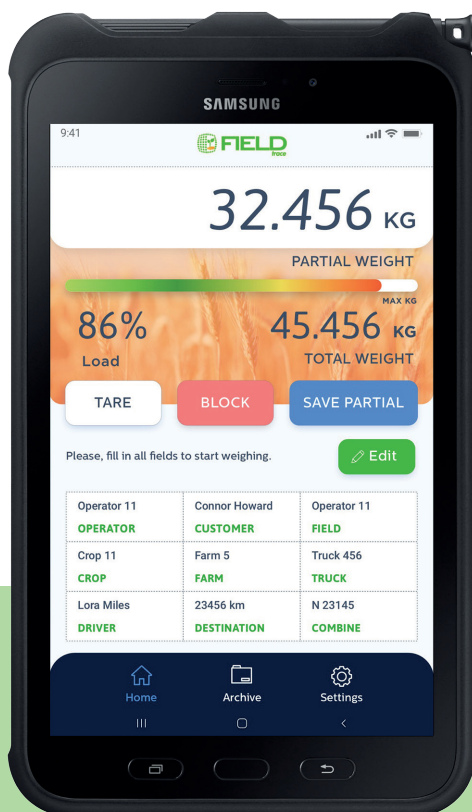 SAMSUNG
9:41
FIELD
trace
32.456 KG
PARTIAL WEIGHT
MAX KG
86% 45.456 KG
Load TOTAL WEIGHT
TARE BLOCK SAVE PARTIAL
Please, fill in all fields to start weighing. Edit
Operator 11 Connor Howard Operator 11
OPERATOR CUSTOMER FIELD
Crop 11 Farm 5 Truck 456
CROP FARM TRUCK
Lora Miles 23456 km N 23145
DRIVER DESTINATION COMBINE
Home Archive Settings